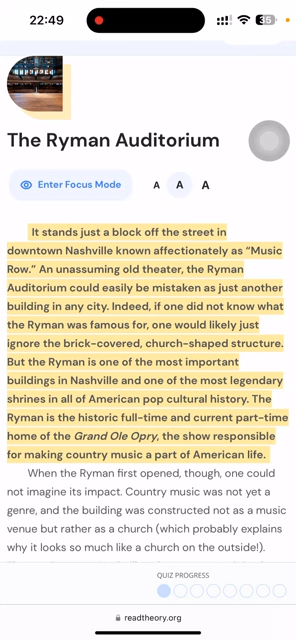 22:49
35
The Ryman Auditorium
Enter Focus Mode
A A A
It stands just a block off the street in
downtown Nashville known affectionately as “Music
Row.” An unassuming old theater, the Ryman
Auditorium could easily be mistaken as just another
building in any city. Indeed, if one did not know what
the Ryman was famous for, one would likely just
ignore the brick-covered, church-shaped structure.
But the Ryman is one of the most important
buildings in Nashville and one of the most legendary
shrines in all of American pop cultural history. The
Ryman is the historic full-time and current part-time
home of the Grand Ole Opry, the show responsible
for making country music a part of American life.
When the Ryman first opened, though, one could
not imagine its impact. Country music was not yet a
genre, and the building was constructed not as a music
venue but rather as a church (which probably explains
why it looks so much like a church on the outside!).
QUIZ PROGRESS
readtheory.org